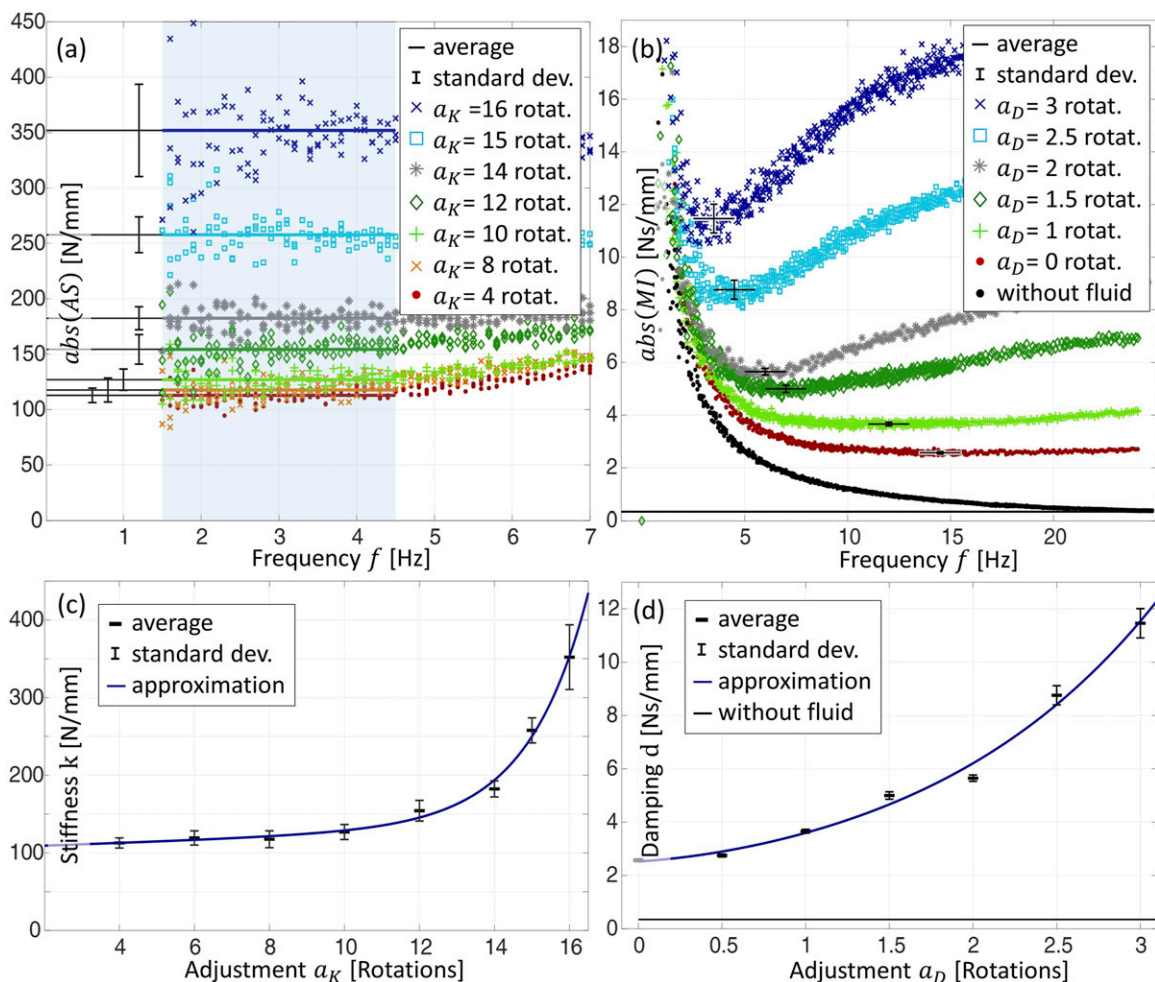 (a)
abs(AS) [N/mm]
450
400
350
300
250
200
150
100
50
0
average
standard dev.
a_K =16 rotat.
a_K = 15 rotat.
a_K = 14 rotat.
a_K = 12 rotat.
a_K = 10 rotat.
a_K = 8 rotat.
a_K = 4 rotat.
1 2 3 4 5 6 7
Frequency f [Hz]
(b)
abs(MI) [Ns/mm]
18
16
14
12
10
8
6
4
2
0
average
standard dev.
a_D= 3 rotat.
a_D= 2.5 rotat.
a_D= 2 rotat.
a_D= 1.5 rotat.
a_D= 1 rotat.
a_D= 0 rotat.
without fluid
5 10 15 20
Frequency f [Hz]
(c)
Stiffness k [N/mm]
400
300
200
100
0
average
standard dev.
approximation
4 6 8 10 12 14 16
Adjustment a_K [Rotations]
(d)
Damping d [Ns/mm]
12
10
8
6
4
2
0
average
standard dev.
approximation
without fluid
0 0.5 1 1.5 2 2.5 3
Adjustment a_D [Rotations]